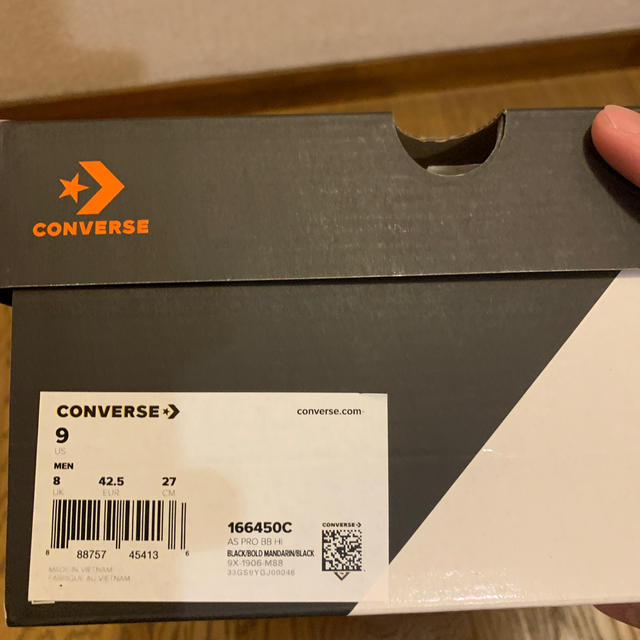 CONVERSE
CONVERSE
converse.com
9
US
MEN
8 42.5 27
UK EUR CM
166450C
AS PRO BB HI
BLACK/BOLD MANDARIN/BLACK
9X-1906-M88
33GS9YGJ00046
CONVERSE
8 88757 45413 6
MADE IN VIETNAM
FABRIQUE AU VIETNAM